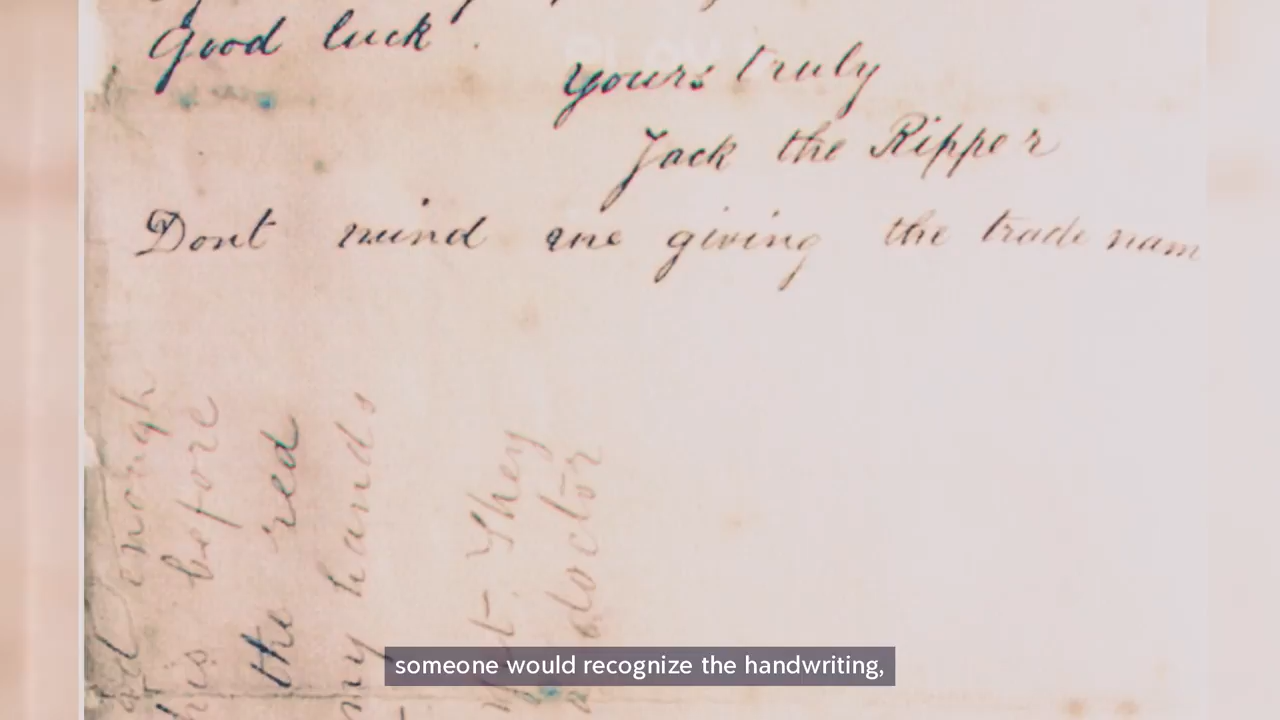 Good luck.
yours truly
Jack the Ripper
Dont mind me giving the trade nam
enough
his before
the red
my hands
They
a doctor
someone would recognize the handwriting,